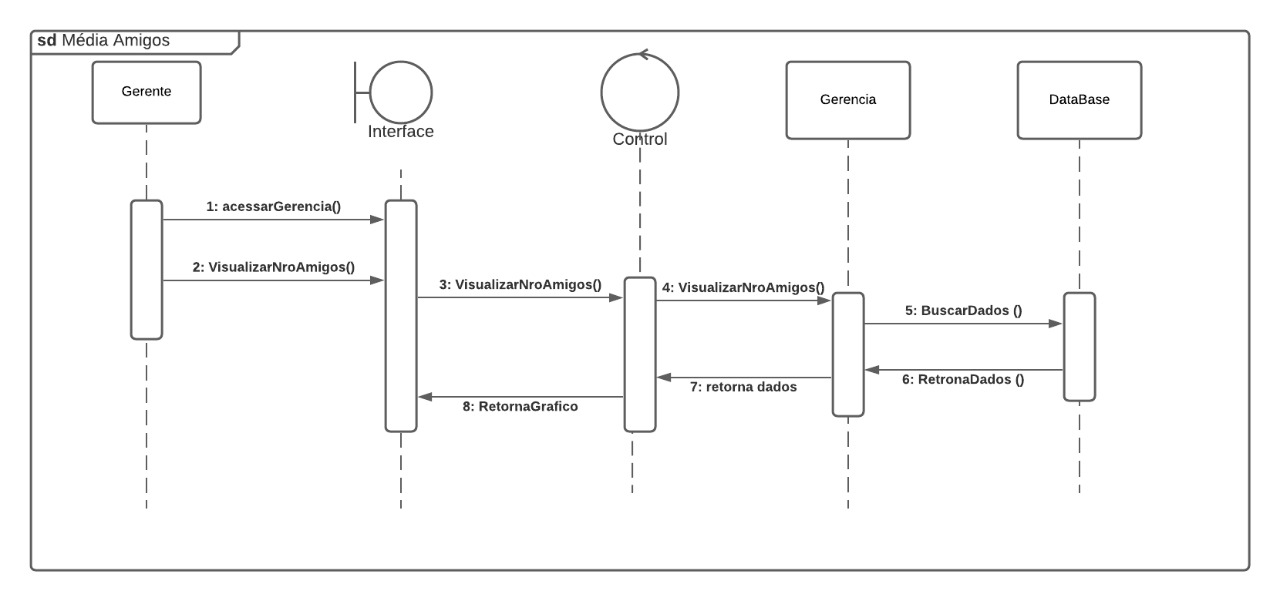 sd Média Amigos
Gerente
Interface
Control
Gerencia
DataBase
1: acessarGerencia()
2: VisualizarNroAmigos()
3: VisualizarNroAmigos()
4: VisualizarNroAmigos()
5: BuscarDados ()
6: RetronaDados ()
7: retorna dados
8: RetornaGrafico